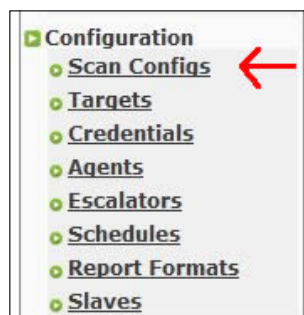 Configuration
Scan Configs
Targets
Credentials
Agents
Escalators
Schedules
Report Formats
Slaves